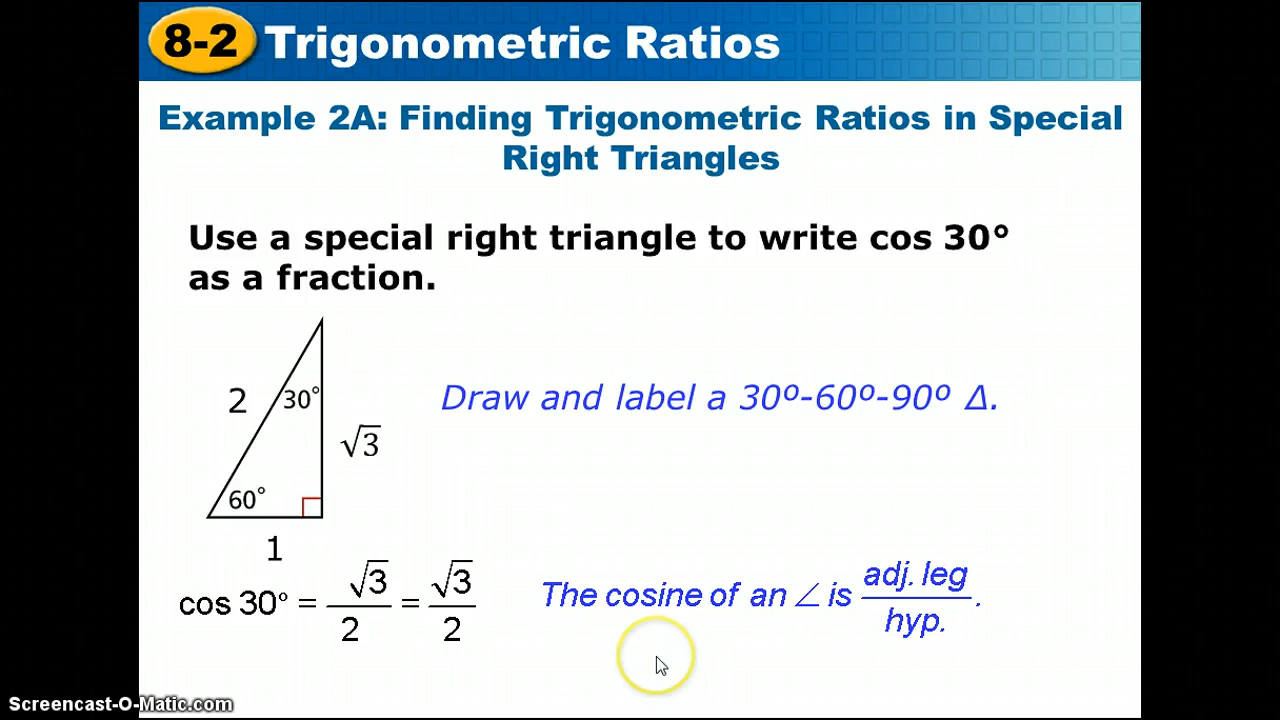 8-2 Trigonometric Ratios
Example 2A: Finding Trigonometric Ratios in Special
Right Triangles
Use a special right triangle to write cos 30°
as a fraction.
2
30°
Draw and label a 30º-60º-90º Δ.
√3
60°
1
cos 30° = √3/2 = √3/2
The cosine of an ∠ is adj. leg/hyp.
Screencast-O-Matic.com